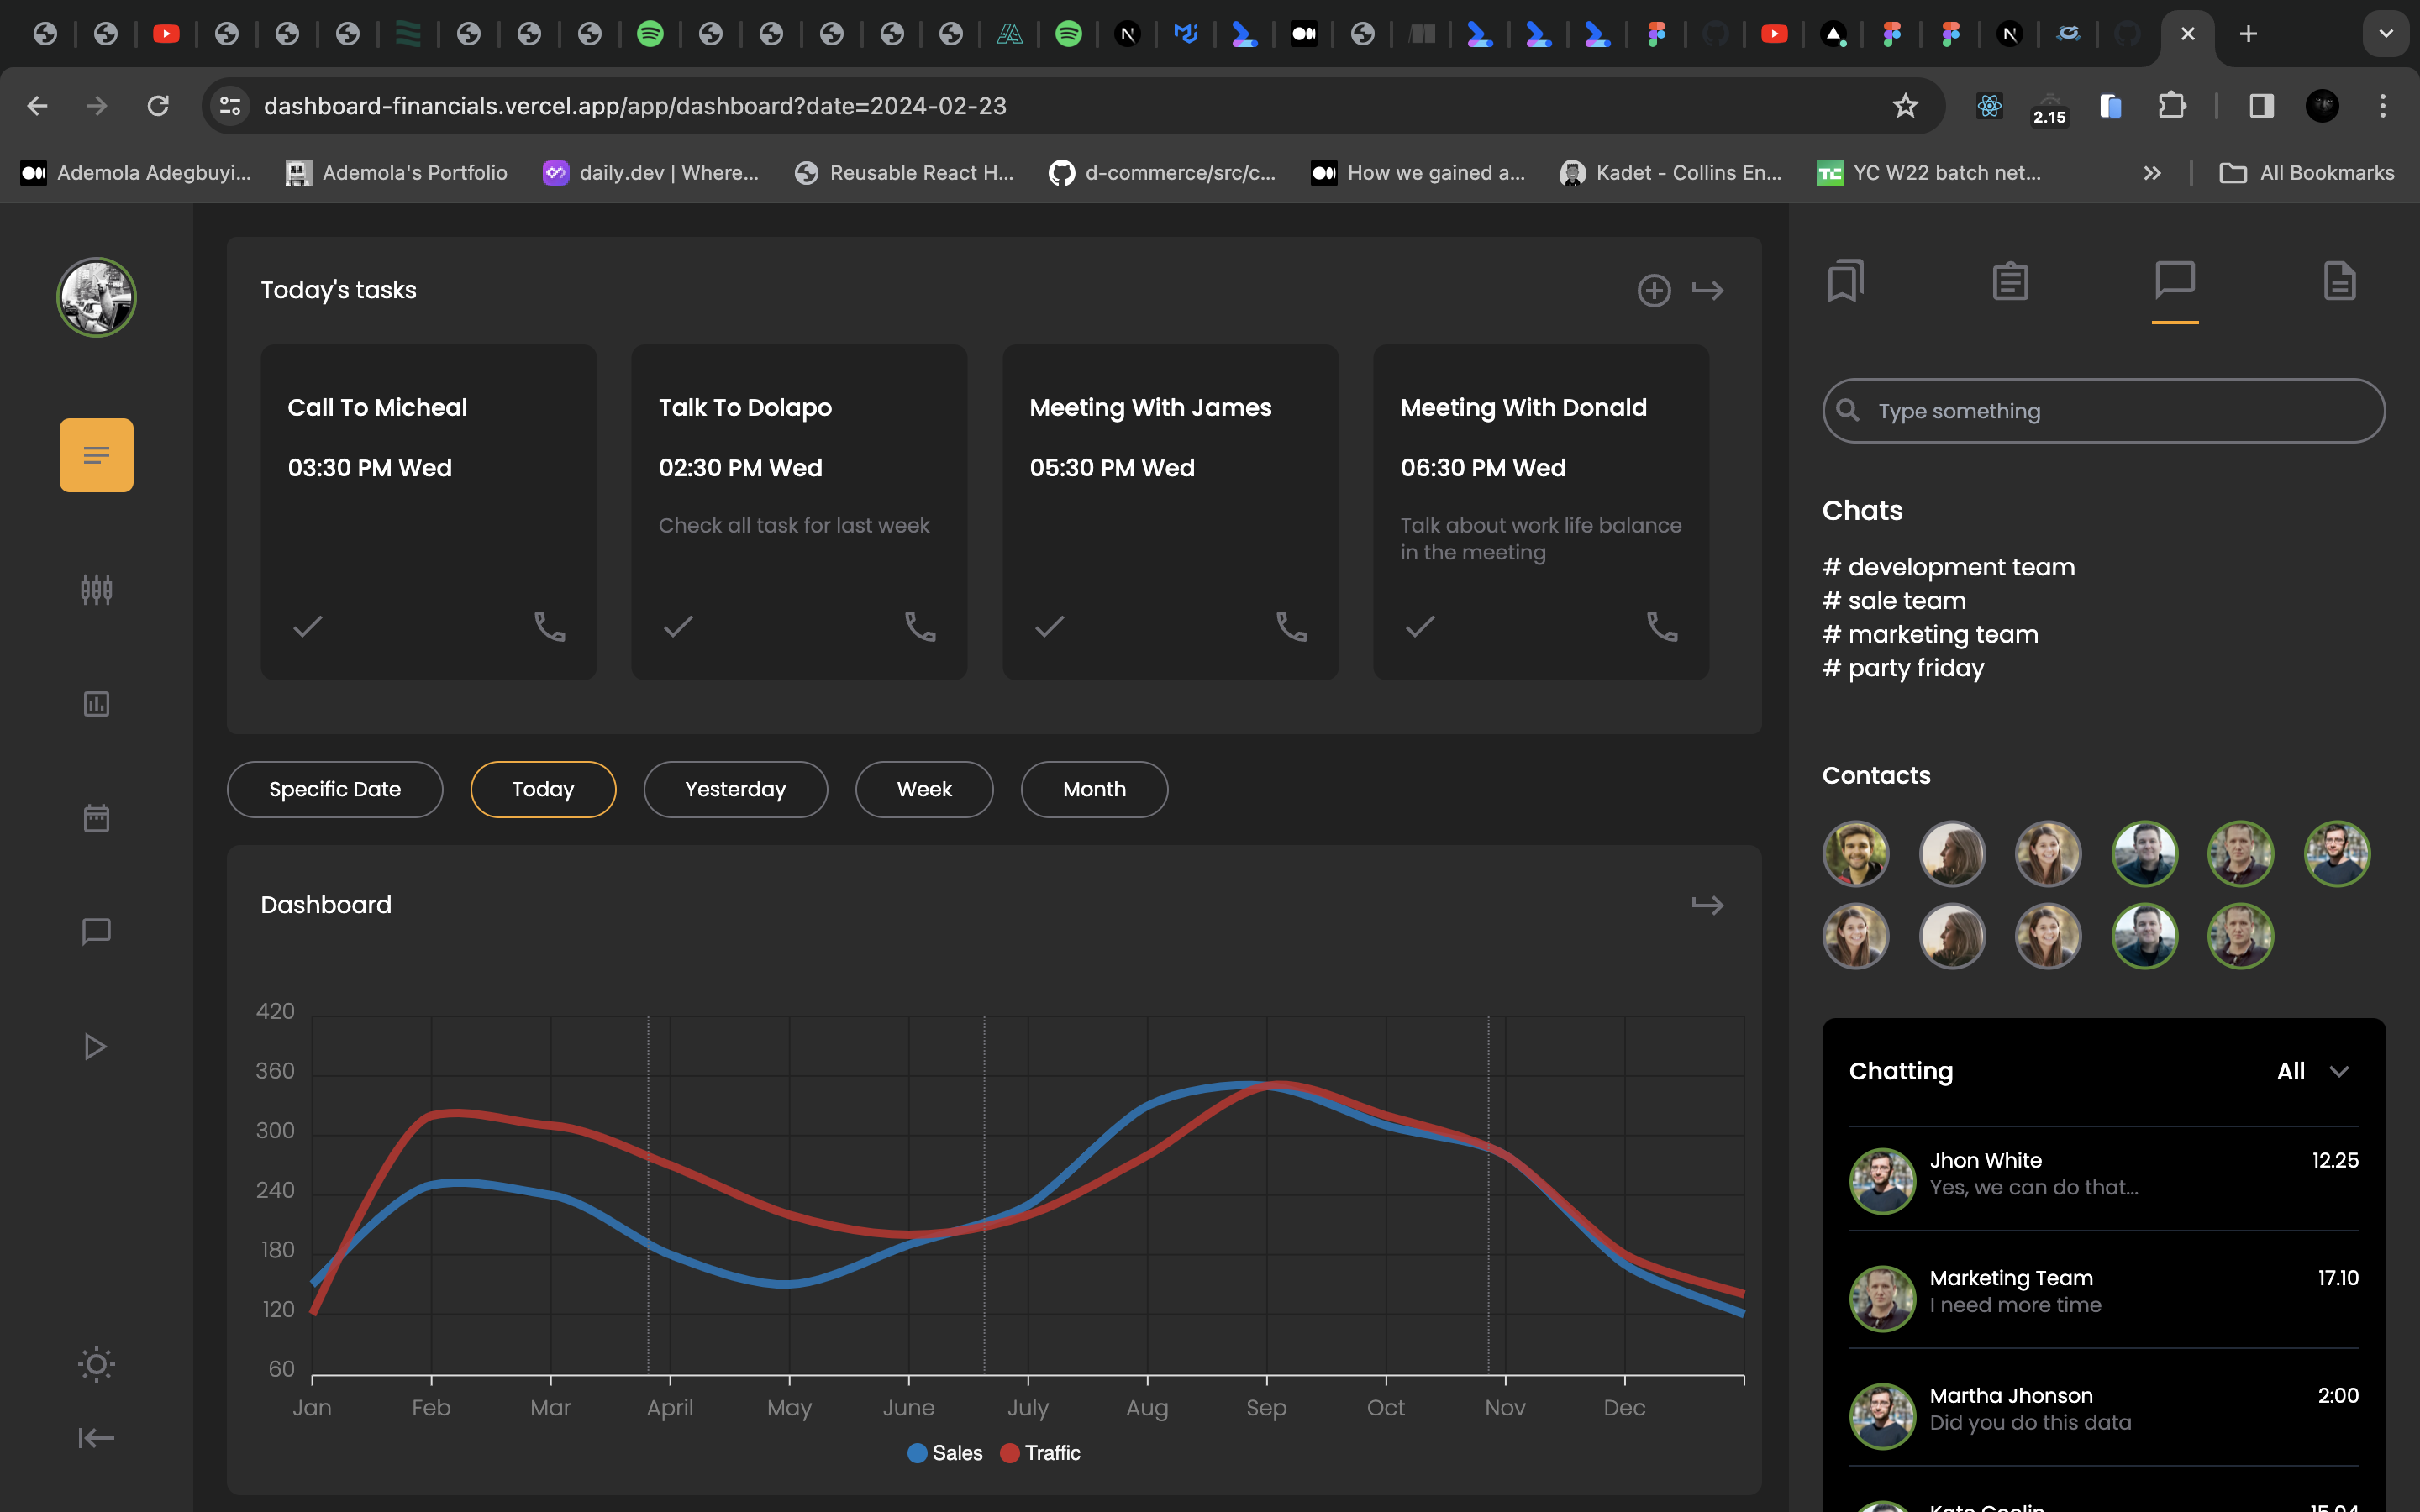 dashboard-financials.vercel.app/app/dashboard?date=2024-02-23
2.15
Ademola Adegbuyi...
Ademola's Portfolio
daily.dev | Where...
Reusable React H...
d-commerce/src/c...
How we gained a...
Kadet - Collins En...
YC W22 batch net...
All Bookmarks
Today's tasks
Call To Micheal
03:30 PM Wed
Talk To Dolapo
02:30 PM Wed
Check all task for last week
Meeting With James
05:30 PM Wed
Meeting With Donald
06:30 PM Wed
Talk about work life balance
in the meeting
Specific Date
Today
Yesterday
Week
Month
Dashboard
420
360
300
240
180
120
60
Jan
Feb
Mar
April
May
June
July
Aug
Sep
Oct
Nov
Dec
Sales
Traffic
Type something
Chats
# development team
# sale team
# marketing team
# party friday
Contacts
Chatting
All
Jhon White
12.25
Yes, we can do that...
Marketing Team
17.10
I need more time
Martha Jhonson
2:00
Did you do this data